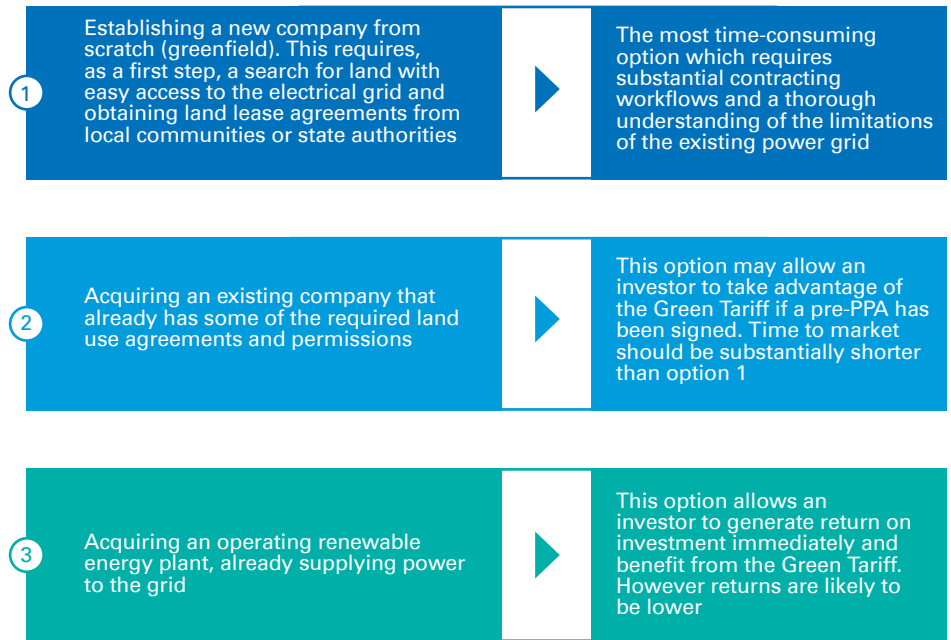 1
Establishing a new company from
scratch (greenfield). This requires,
as a first step, a search for land with
easy access to the electrical grid and
obtaining land lease agreements from
local communities or state authorities
The most time-consuming
option which requires
substantial contracting
workflows and a thorough
understanding of the limitations
of the existing power grid
2
Acquiring an existing company that
already has some of the required land
use agreements and permissions
This option may allow an
investor to take advantage of
the Green Tariff if a pre-PPA has
been signed. Time to market
should be substantially shorter
than option 1
3
Acquiring an operating renewable
energy plant, already supplying power
to the grid
This option allows an
investor to generate return on
investment immediately and
benefit from the Green Tariff.
However returns are likely to
be lower